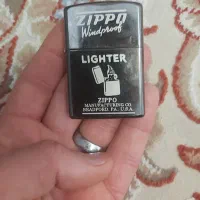 ZIPPO
Windproof
LIGHTER
ZIPPO
MANUFACTURING CO.
BRADFORD, PA., U.S.A.